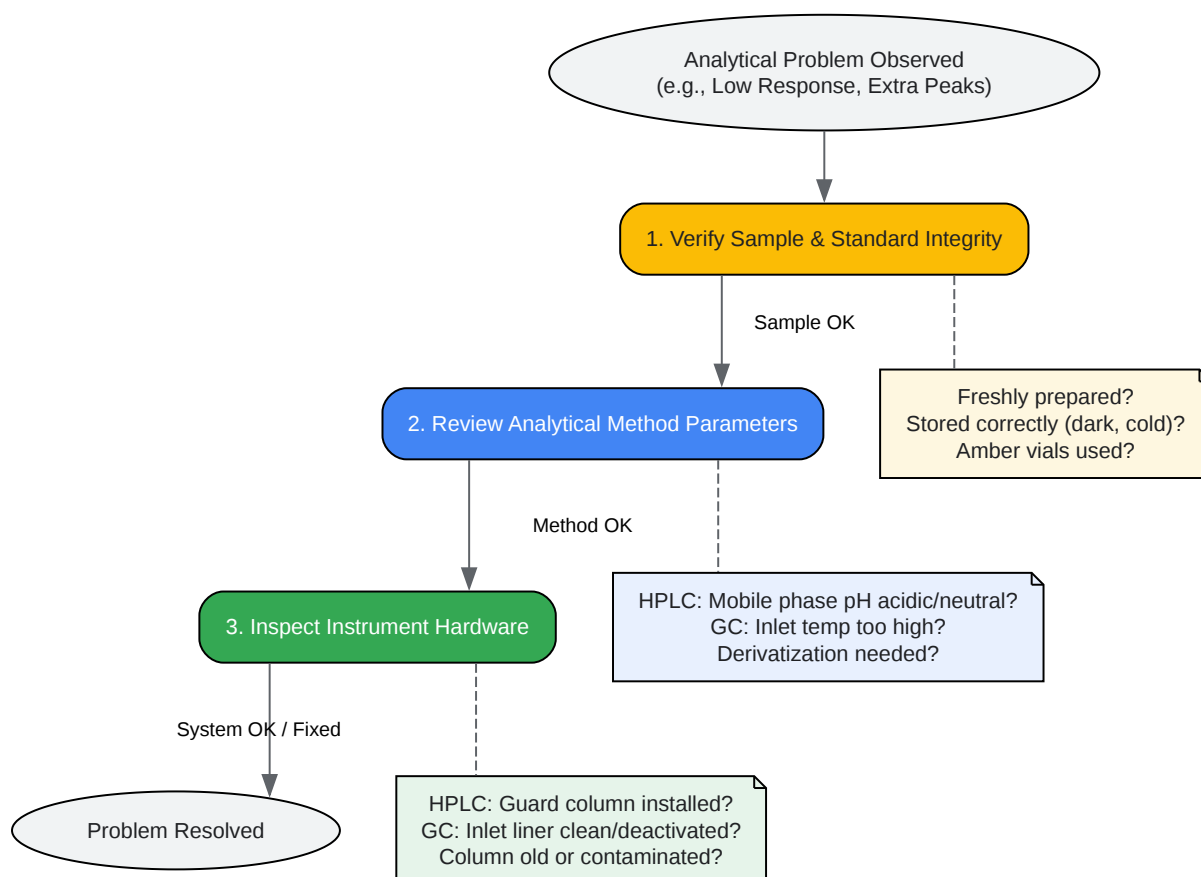 Analytical Problem Observed
(e.g., Low Response, Extra Peaks)
1. Verify Sample & Standard Integrity
Sample OK
Freshly prepared?
Stored correctly (dark, cold)?
Amber vials used?
2. Review Analytical Method Parameters
Method OK
HPLC: Mobile phase pH acidic/neutral?
GC: Inlet temp too high?
Derivatization needed?
3. Inspect Instrument Hardware
System OK / Fixed
HPLC: Guard column installed?
GC: Inlet liner clean/deactivated?
Column old or contaminated?
Problem Resolved